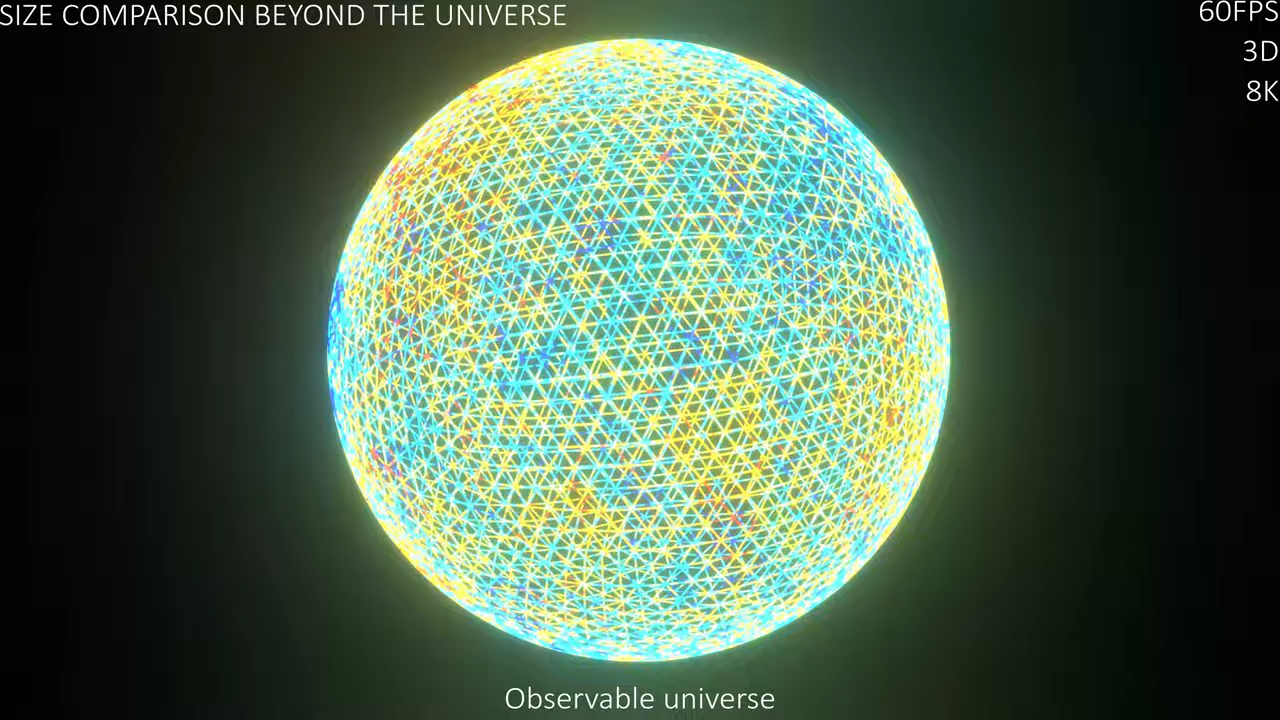 SIZE COMPARISON BEYOND THE UNIVERSE
60FPS
3D
8K
Observable universe